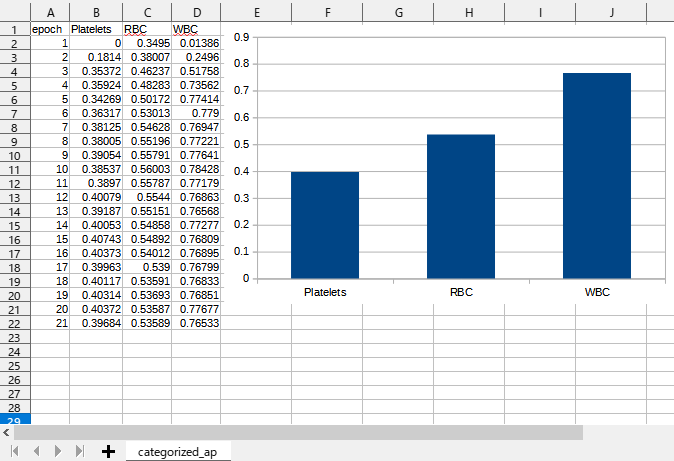 A B C D E F G H I J
1 epoch Platelets RBC WBC
2 1 0 0.3495 0.01386
3 2 0.1814 0.38007 0.2496
4 3 0.35372 0.46237 0.51758
5 4 0.35924 0.48283 0.73562
6 5 0.34269 0.50172 0.77414
7 6 0.36317 0.53013 0.779
8 7 0.38125 0.54628 0.76947
9 8 0.38005 0.55196 0.77221
10 9 0.39054 0.55791 0.77641
11 10 0.38537 0.56003 0.78428
12 11 0.3897 0.55787 0.77179
13 12 0.40079 0.5544 0.76863
14 13 0.39187 0.55151 0.76568
15 14 0.40053 0.54858 0.77277
16 15 0.40743 0.54892 0.76809
17 16 0.40373 0.54012 0.76895
18 17 0.39963 0.539 0.76799
19 18 0.40117 0.53591 0.76833
20 19 0.40314 0.53693 0.76851
21 20 0.40372 0.53587 0.77677
22 21 0.39684 0.53589 0.76533
23
24
25
26
27
28
29
0.9
0.8
0.7
0.6
0.5
0.4
0.3
0.2
0.1
0
Platelets RBC WBC
categorized_ap